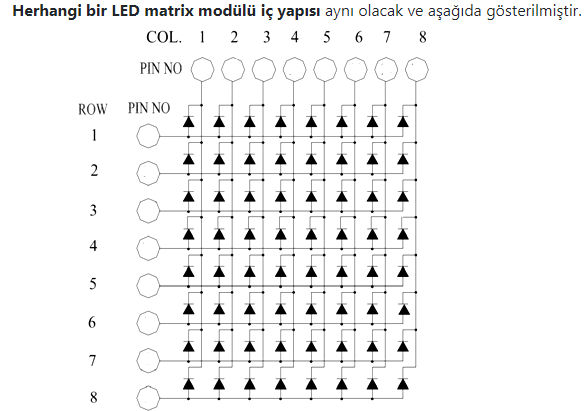 Herhangi bir LED matrix modülü iç yapısı aynı olacak ve aşağıda gösterilmiştir.
COL. 1 2 3 4 5 6 7 8
PIN NO
ROW PIN NO
1
2
3
4
5
6
7
8